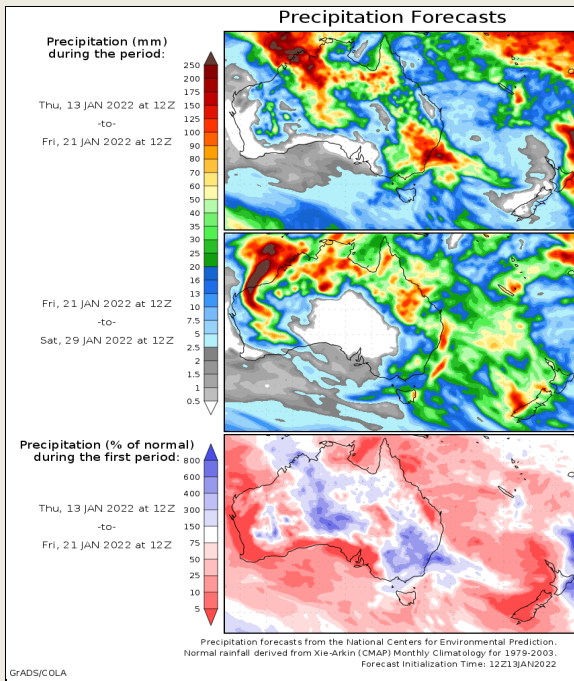 Precipitation Forecasts
Precipitation (mm)
during the period:
Thu, 13 JAN 2022 at 12Z
-to-
Fri, 21 JAN 2022 at 12Z
250
200
175
150
125
100
90
80
70
60
50
40
35
30
25
20
16
13
10
7.5
5
2.5
2
1.5
1
0.5
Fri, 21 JAN 2022 at 12Z
-to-
Sat, 29 JAN 2022 at 12Z
Precipitation (% of normal)
during the first period:
Thu, 13 JAN 2022 at 12Z
-to-
Fri, 21 JAN 2022 at 12Z
800
600
400
300
150
75
50
25
10
5
Precipitation forecasts from the National Centers for Environmental Prediction.
Normal rainfall derived from Xie-Arkin (CMAP) Monthly Climatology for 1979-2003.
Forecast Initialization Time: 12Z13JAN2022
GrADS/COLA